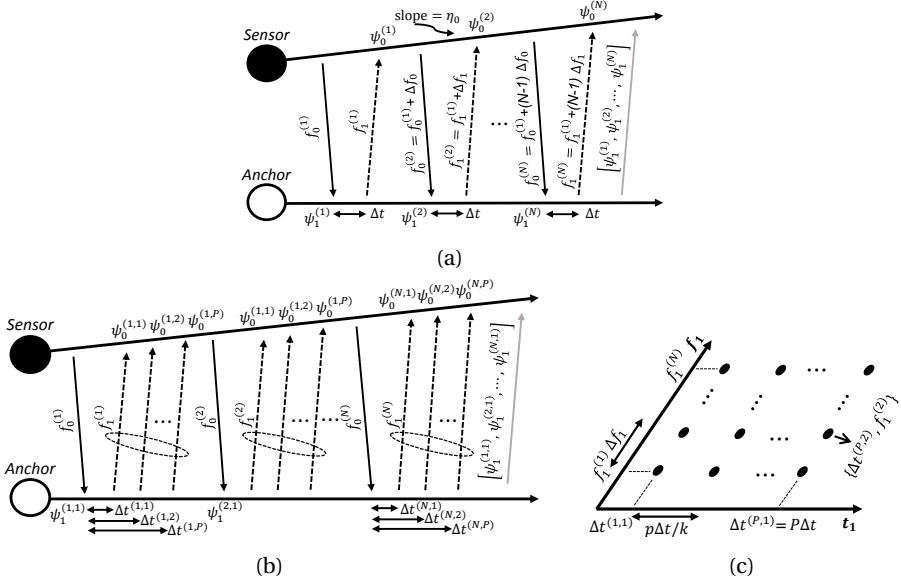 slope = η₀
ψ₀⁽¹⁾
ψ₀⁽²⁾
ψ₀⁽ᴺ⁾
Sensor
f₀⁽¹⁾
f₁⁽¹⁾
f₀⁽²⁾ = f₀⁽¹⁾ + Δf₀
f₁⁽²⁾ = f₁⁽¹⁾ + Δf₁
...
f₀⁽ᴺ⁾ = f₀⁽¹⁾ + (N-1) Δf₀
f₁⁽ᴺ⁾ = f₁⁽¹⁾ + (N-1) Δf₁
[ψ₁⁽¹⁾, ψ₁⁽²⁾, ..., ψ₁⁽ᴺ⁾]
Anchor
ψ₁⁽¹⁾ Δt ψ₁⁽²⁾ Δt ψ₁⁽ᴺ⁾ Δt
(a)
ψ₀⁽¹,¹⁾ ψ₀⁽¹,²⁾ ψ₀⁽¹,ᴾ⁾ ψ₀⁽¹,¹⁾ ψ₀⁽¹,²⁾ ψ₀⁽¹,ᴾ⁾ ψ₀⁽ᴺ,¹⁾ ψ₀⁽ᴺ,²⁾ ψ₀⁽ᴺ,ᴾ⁾
Sensor
f₀⁽¹⁾
f₁⁽¹⁾
...
f₀⁽²⁾
f₁⁽²⁾
...
...
f₀⁽ᴺ⁾
f₁⁽ᴺ⁾
[ψ₁⁽¹,¹⁾, ψ₁⁽²,¹⁾, ..., ψ₁⁽ᴺ,¹⁾]
Anchor
ψ₁⁽¹,¹⁾ Δt⁽¹,¹⁾ ψ₁⁽²,¹⁾ Δt⁽ᴺ,¹⁾
Δt⁽¹,²⁾ Δt⁽ᴺ,²⁾
Δt⁽¹,ᴾ⁾ Δt⁽ᴺ,ᴾ⁾
(b)
f₁
f₁⁽ᴺ⁾
...
... ... ...
Δf₁
...
f₁⁽¹⁾
...
{Δt⁽ᴾ,²⁾, f₁⁽²⁾}
Δt⁽¹,¹⁾ pΔt/k Δt⁽ᴾ,¹⁾ = PΔt t₁
(c)